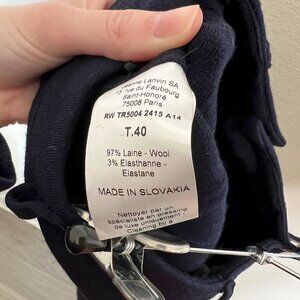 Jeanne Lanvin SA
15 rue du Faubourg
Saint-Honoré
75008 Paris
RW TR5004 2415 A14
T.40
97% Laine - Wool
3% Elasthanne -
Elastane
MADE IN SLOVAKIA
Nettoyer par un
spécialiste en pressing
de luxe uniquement -
Cleaning by a